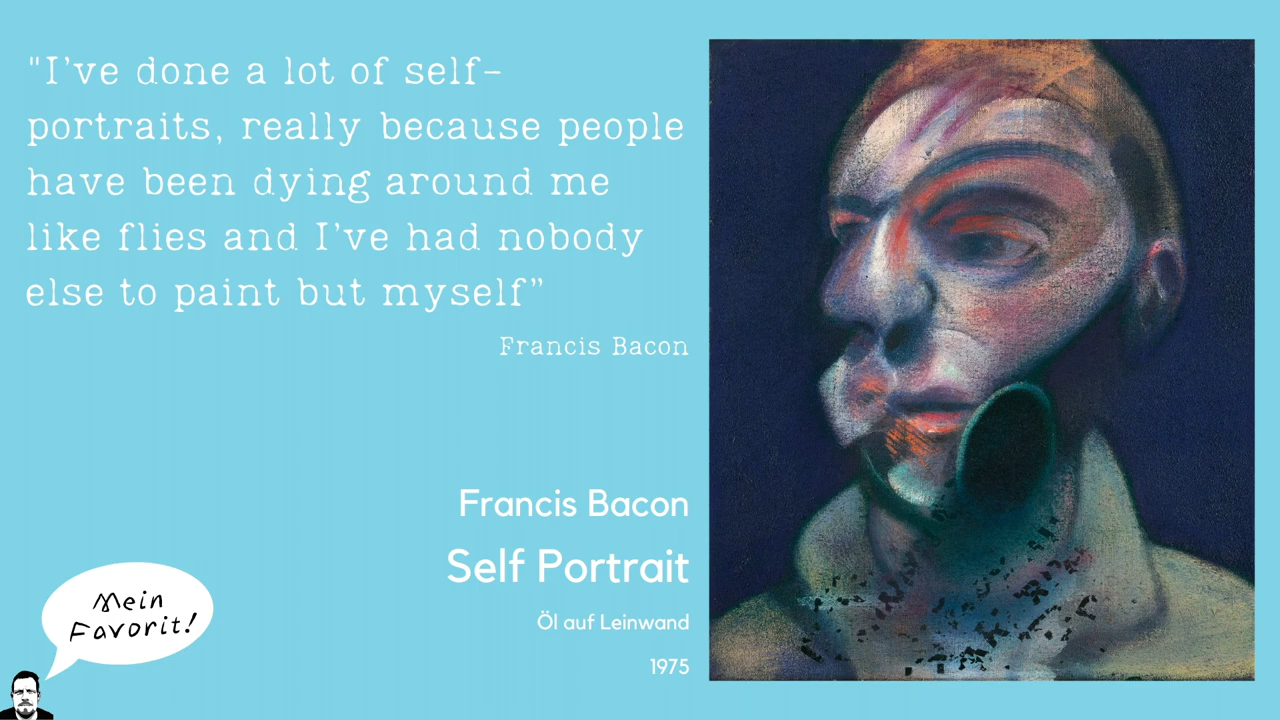 "I've done a lot of self-
portraits, really because people
have been dying around me
like flies and I've had nobody
else to paint but myself”
Francis Bacon
Francis Bacon
Self Portrait
Öl auf Leinwand
1975
Mein
Favorit!